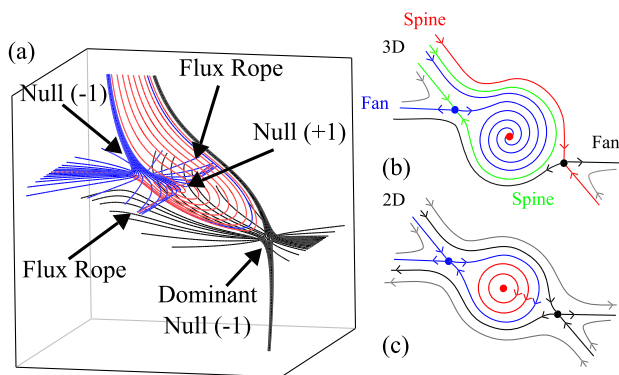 (a)
Flux Rope
Null (-1)
Null (+1)
Flux Rope
Dominant
Null (-1)
Spine
3D
Fan
Fan
(b)
Spine
2D
(c)